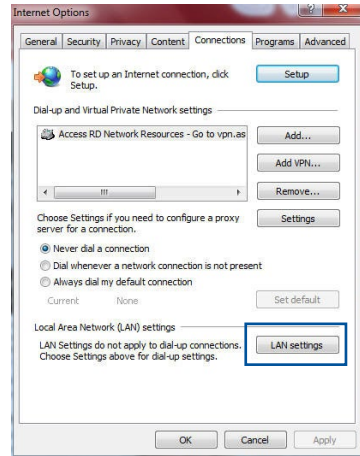 Internet Options
General Security Privacy Content Connections Programs Advanced
To set up an Internet connection, click
Setup.
Setup
Dial-up and Virtual Private Network settings
Access RD Network Resources - Go to vpn.as
Add...
Add VPN...
Remove...
Choose Settings if you need to configure a proxy
server for a connection.
Settings
Never dial a connection
Dial whenever a network connection is not present
Always dial my default connection
Current None
Set default
Local Area Network (LAN) settings
LAN Settings do not apply to dial-up connections.
Choose Settings above for dial-up settings.
LAN settings
OK Cancel Apply